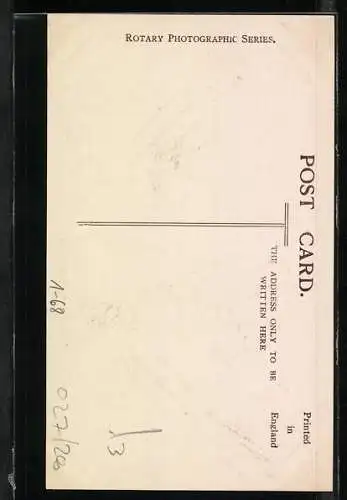 ROTARY PHOTOGRAPHIC SERIES.
POST CARD.
THE ADDRESS ONLY TO BE
WRITTEN HERE
Printed
in
England
1-68
027/200
13